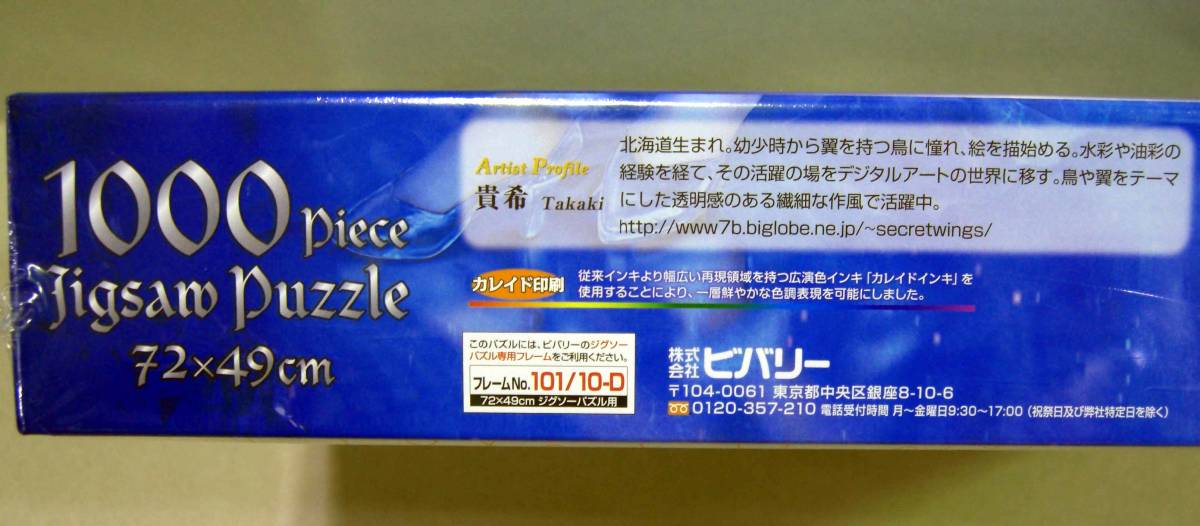 1000 Piece
Jigsaw Puzzle
72×49cm
Artist Profile
貴希 Takaki
北海道生まれ。幼少時から翼を持つ鳥に憧れ、絵を描始める。水彩や油彩の
経験を経て、その活躍の場をデジタルアートの世界に移す。鳥や翼をテーマ
にした透明感のある繊細な作風で活躍中。
http://www7b.biglobe.ne.jp/~secretwings/
カレイド印刷
従来インキより幅広い再現領域を持つ広演色インキ「カレイドインキ」を
使用することにより、一層鮮やかな色調表現を可能にしました。
このパズルには、ビバリーのジグソー
パズル専用フレームをご利用ください。
フレームNo.101/10-D
72×49cm ジグソーパズル用
株式会社 ビバリー
〒104-0061 東京都中央区銀座8-10-6
0120-357-210 電話受付時間 月～金曜日9:30～17:00 (祝祭日及び弊社特定日を除く)